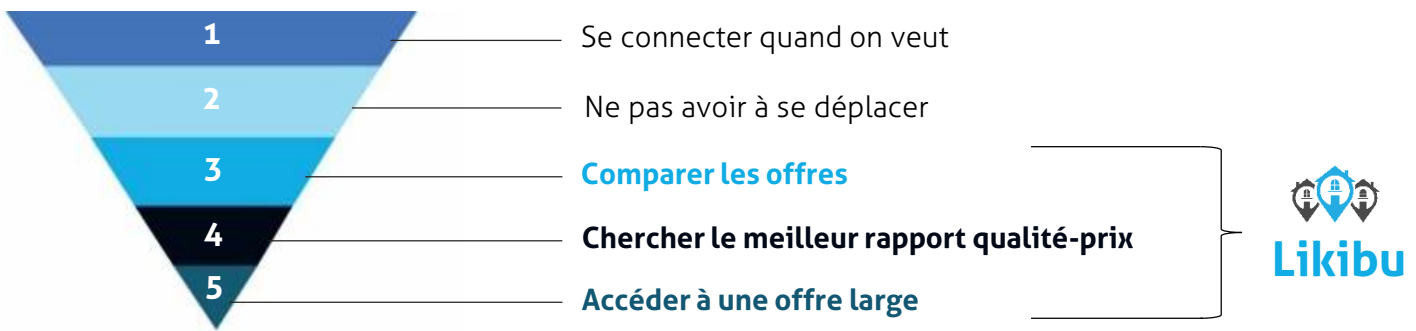 1 Se connecter quand on veut
2 Ne pas avoir à se déplacer
3 Comparer les offres
4 Chercher le meilleur rapport qualité-prix
5 Accéder à une offre large
Likibu